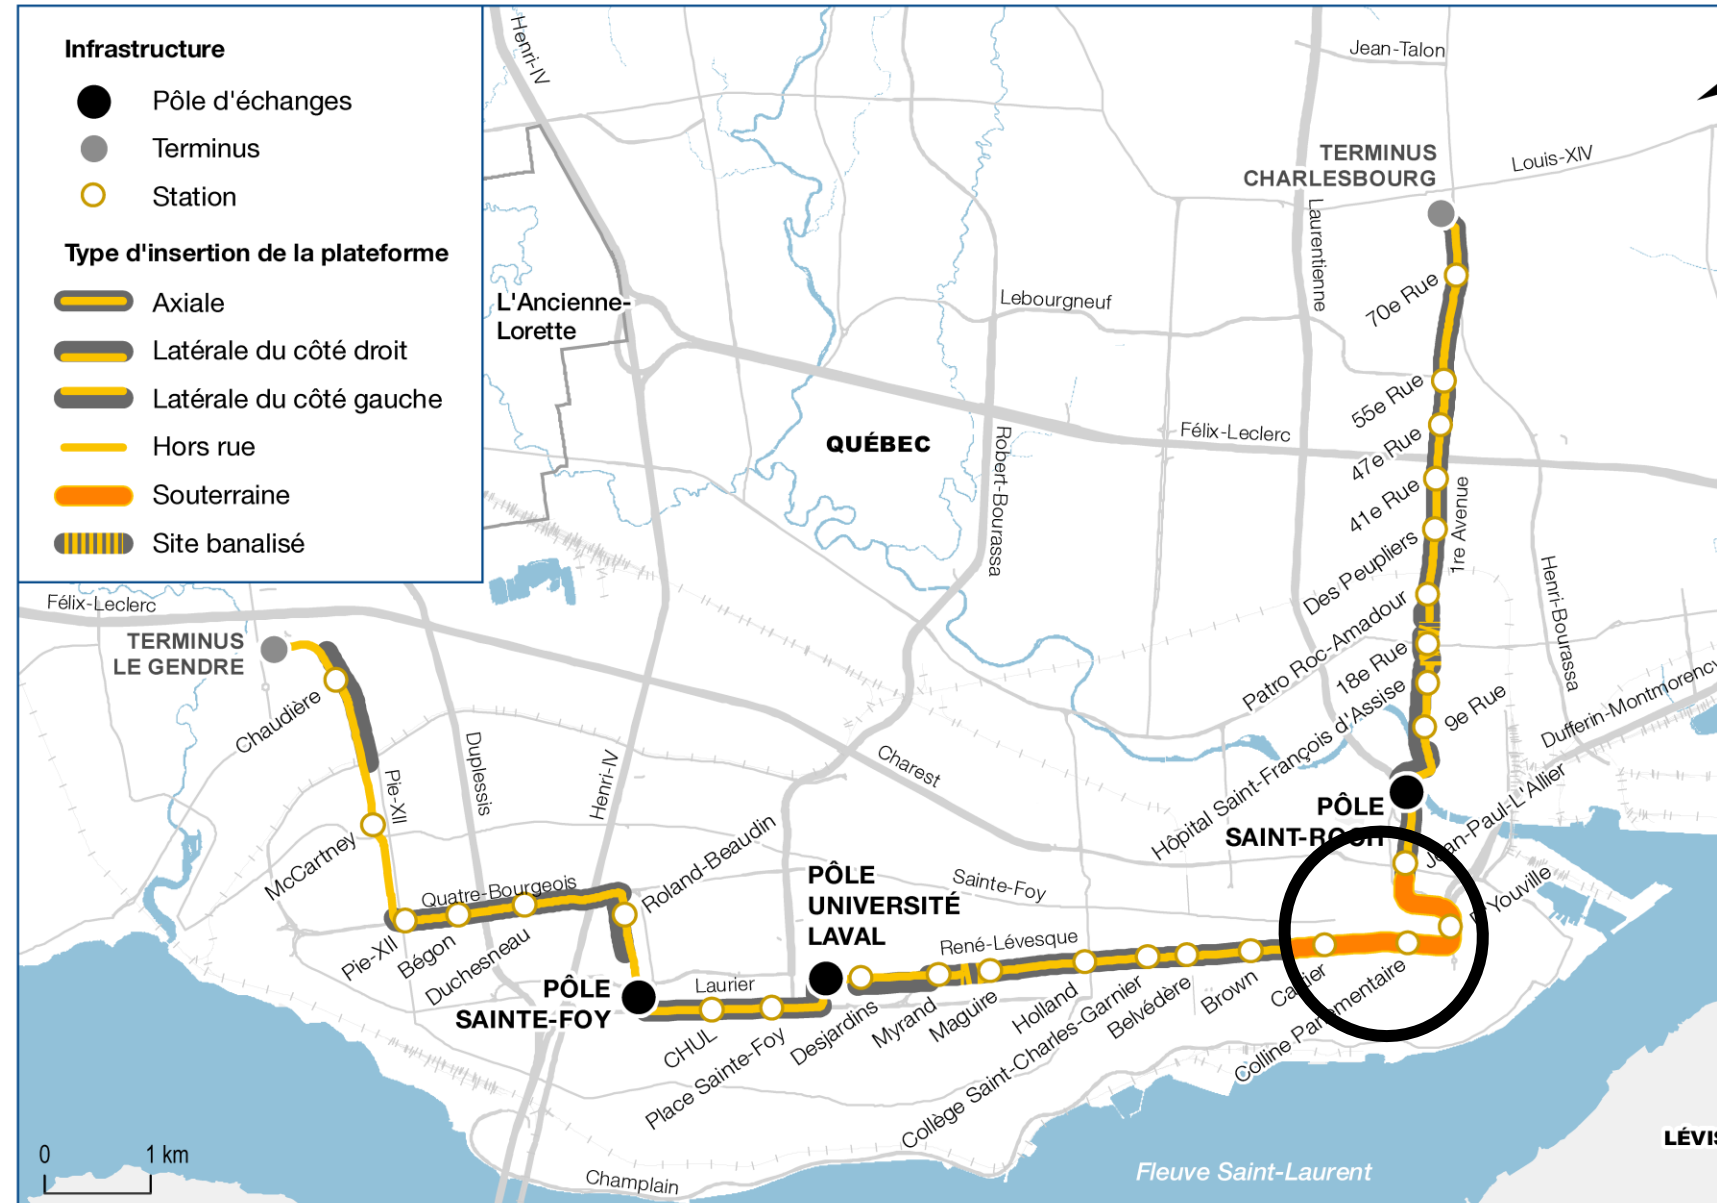 Infrastructure
Pôle d'échanges
Terminus
Station
Type d'insertion de la plateforme
Axiale
Latérale du côté droit
Latérale du côté gauche
Hors rue
Souterraine
Site banalisé
Henri-IV
Jean-Talon
TERMINUS
CHARLESBOURG
Louis-XIV
Laurentienne
L'Ancienne-
Lorette
Lebourgneuf
70e Rue
55e Rue
QUÉBEC
Félix-Leclerc
47e Rue
Robert-Bourassa
41e Rue
1re Avenue
Des Peupliers
Henri-Bourassa
Félix-Leclerc
TERMINUS
LE GENDRE
Patro Roc-Amadour
18e Rue
Hôpital Saint-François d'Assise
9e Rue
Dufferin-Montmorency
Chaudière
Pie-XII
Duplessis
Henri-IV
Charest
PÔLE
SAINT-ROCH
Jean-Paul-L'Allier
McCartney
Quatre-Bourgeois
Roland-Beaudin
PÔLE
UNIVERSITÉ
LAVAL
Sainte-Foy
D'Youville
Pie-XII
Bégon
Duchesneau
René-Lévesque
PÔLE
SAINTE-FOY
Laurier
CHUL
Place Sainte-Foy
Desjardins
Myrand
Maguire
Holland
Collège Saint-Charles-Garnier
Belvédère
Brown
Cartier
Colline Parlementaire
0 1 km
Champlain
Fleuve Saint-Laurent
LÉVIS